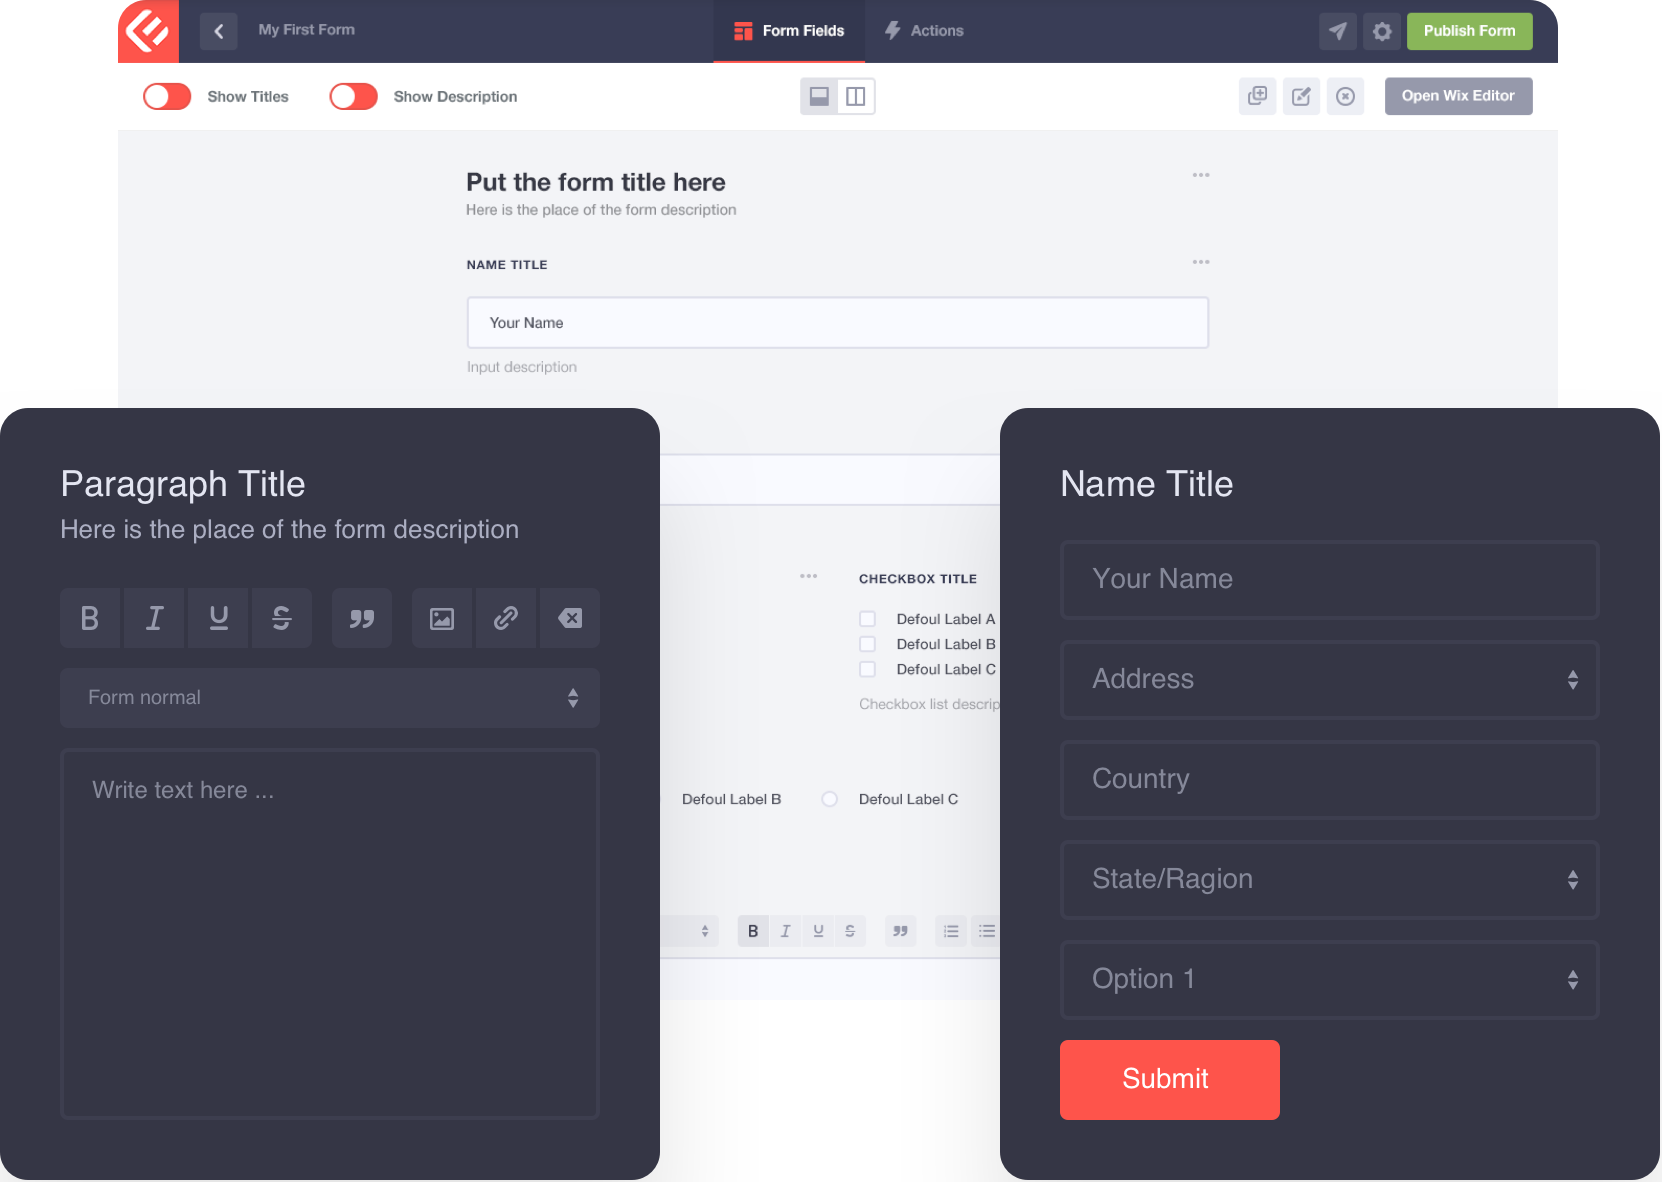 My First Form
Form Fields
Actions
Publish Form
Show Titles
Show Description
Open Wix Editor
Put the form title here
Here is the place of the form description
NAME TITLE
Your Name
Input description
Paragraph Title
Here is the place of the form description
B I U S
Form normal
Write text here ...
CHECKBOX TITLE
Defoul Label A
Defoul Label B
Defoul Label C
Checkbox list descrip
Defoul Label B
Defoul Label C
B I U S
Name Title
Your Name
Address
Country
State/Ragion
Option 1
Submit